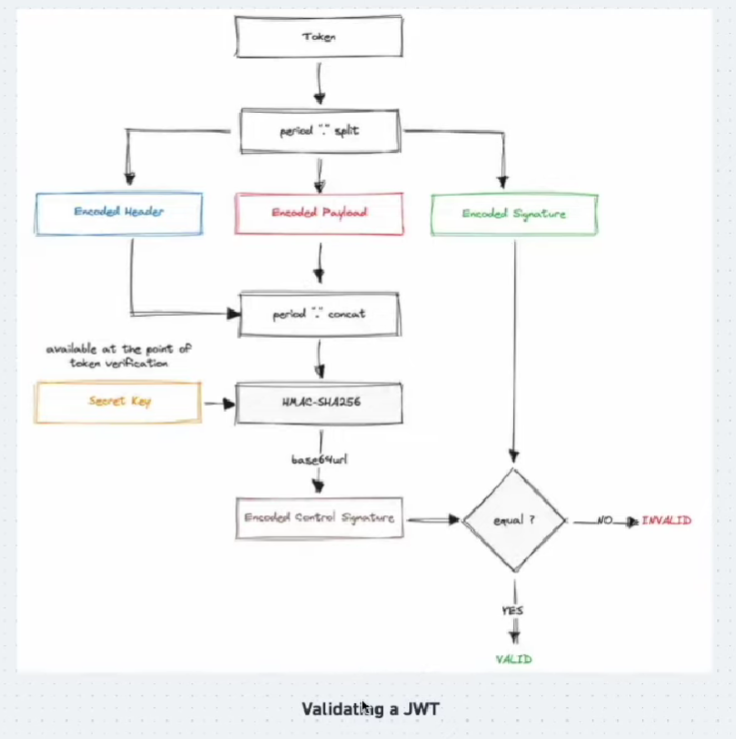 Token
period "." split
Encoded Header
Encoded Payload
Encoded Signature
period "." concat
available at the point of
token verification
Secret Key
HMAC-SHA256
base64url
Encoded Control Signature
equal ?
NO
INVALID
YES
VALID
Validating a JWT